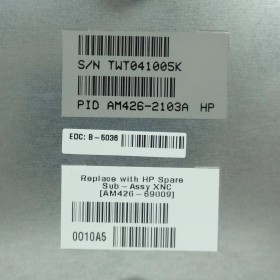 S/N TWT041005K
PID AM426-2103A HP
EDC: B-5036
Replace with HP Spare
Sub-Assy XNC
[AM426-69009]
0010A5